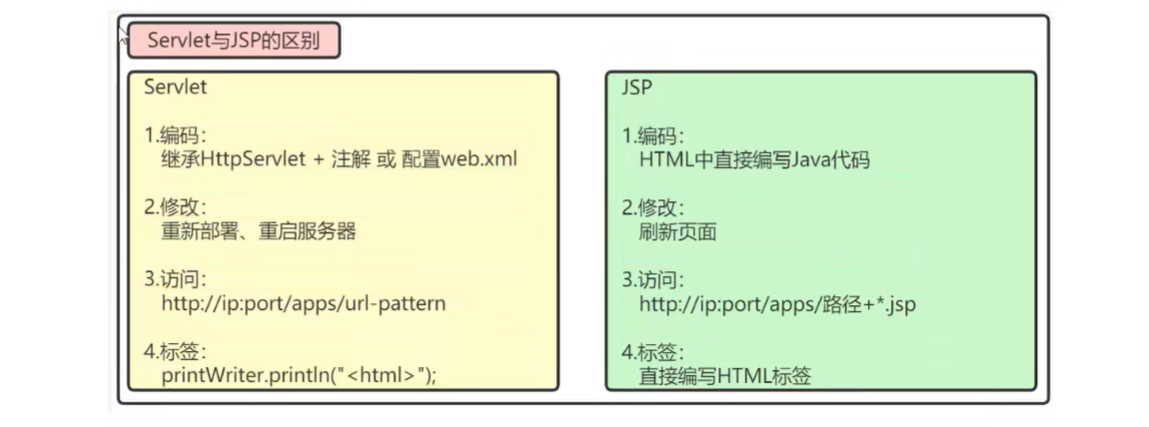 Servlet与JSP的区别
Servlet
1.编码：
继承HttpServlet + 注解 或 配置web.xml
2.修改：
重新部署、重启服务器
3.访问：
http://ip:port/apps/url-pattern
4.标签：
printWriter.println("<html>");
JSP
1.编码：
HTML中直接编写Java代码
2.修改：
刷新页面
3.访问：
http://ip:port/apps/路径+*.jsp
4.标签：
直接编写HTML标签